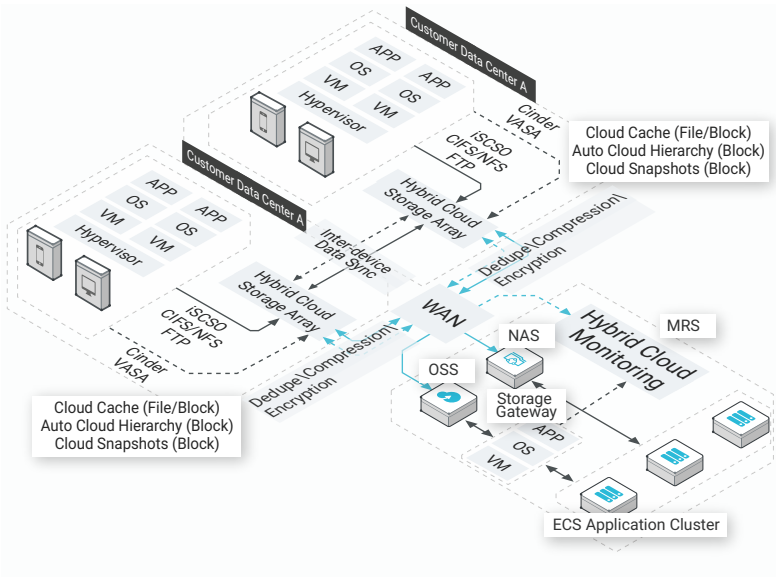 Customer Data Center A
APP
APP
OS
OS
VM
VM
Hypervisor
Cinder
VASA
iSCSO
CIFS/NFS
FTP
Cloud Cache (File/Block)
Auto Cloud Hierarchy (Block)
Cloud Snapshots (Block)
Hybrid Cloud
Storage Array
Customer Data Center A
APP
APP
OS
OS
VM
VM
Hypervisor
Inter-device
Data Sync
Dedupe\Compression\
Encryption
Hybrid Cloud
Storage Array
iSCSO
CIFS/NFS
FTP
Cinder
VASA
WAN
Dedupe\Compression\
Encryption
Cloud Cache (File/Block)
Auto Cloud Hierarchy (Block)
Cloud Snapshots (Block)
NAS
MRS
Hybrid Cloud
Monitoring
OSS
Storage
Gateway
APP
OS
VM
ECS Application Cluster